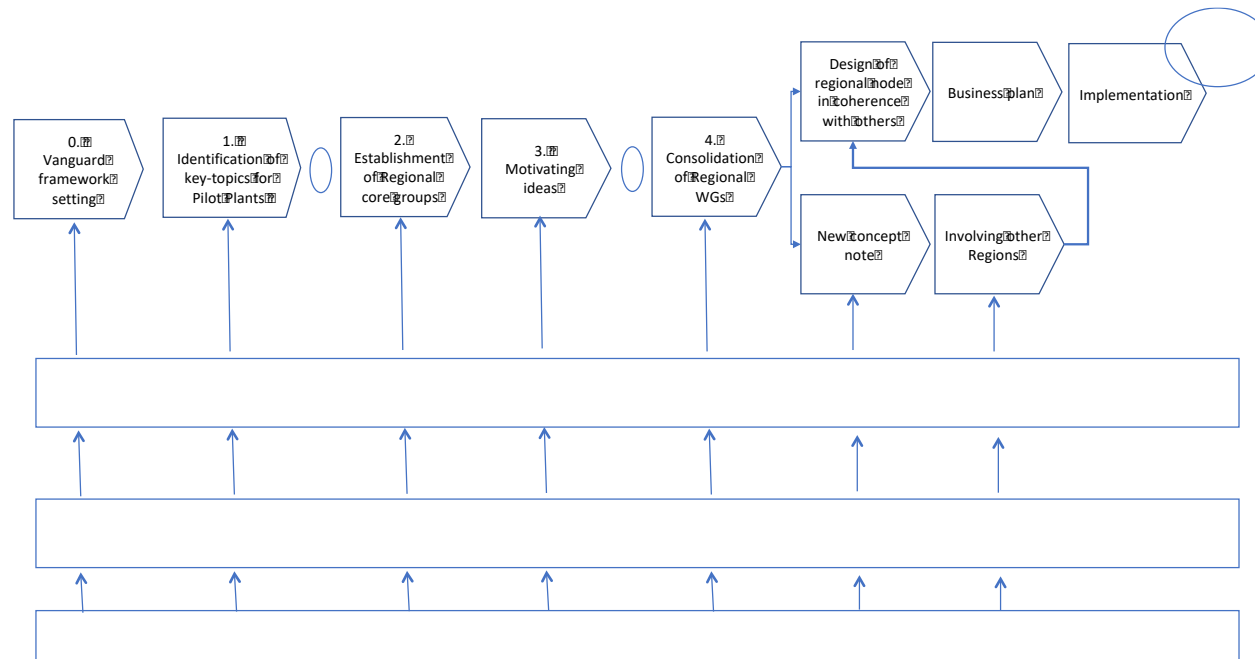 0.
Vanguard
framework
setting
1.
Identification of
key-topics for
Pilot Plants
2.
Establishment
of Regional
core groups
3.
Motivating
ideas
4.
Consolidation
of Regional
WGs
Design of
regional node
in coherence
with others
Business plan
Implementation
New concept
note
Involving other
Regions